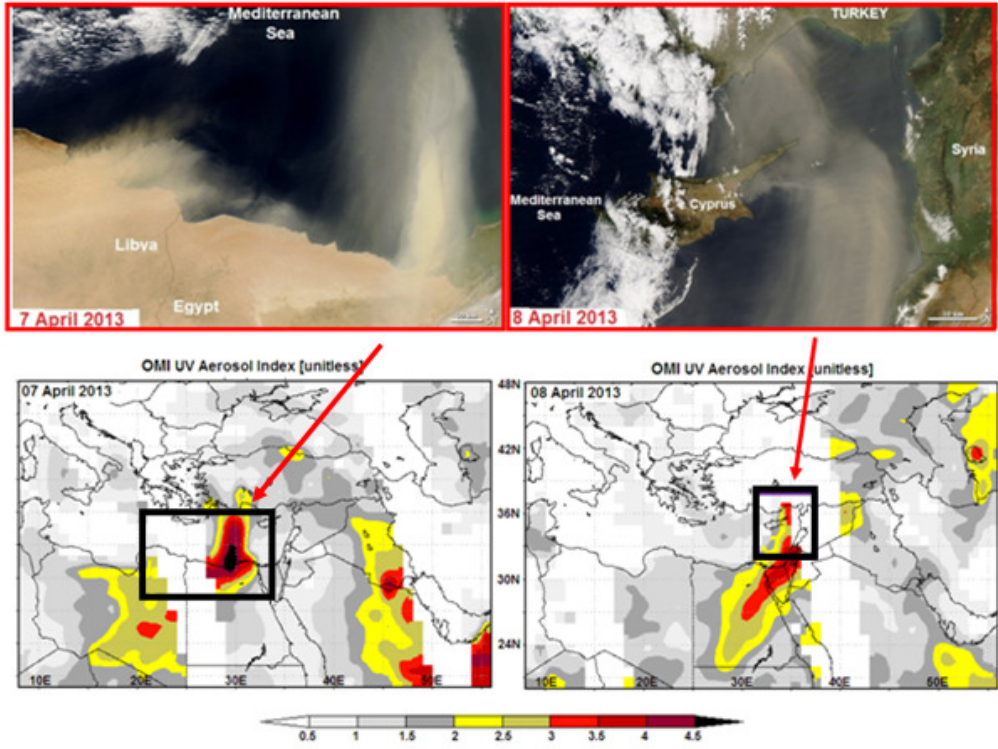 Mediterranean
Sea
Libya
Egypt
7 April 2013
TURKEY
Syria
Mediterranean
Sea
Cyprus
8 April 2013
OMI UV Aerosol Index [unitless]
07 April 2013
10E 20E 30E 40E 50E
48N
42N
36N
30N
24N
OMI UV Aerosol Index [unitless]
08 April 2013
10E 20E 30E 40E 50E
0.5 1 1.5 2 2.5 3 3.5 4 4.5